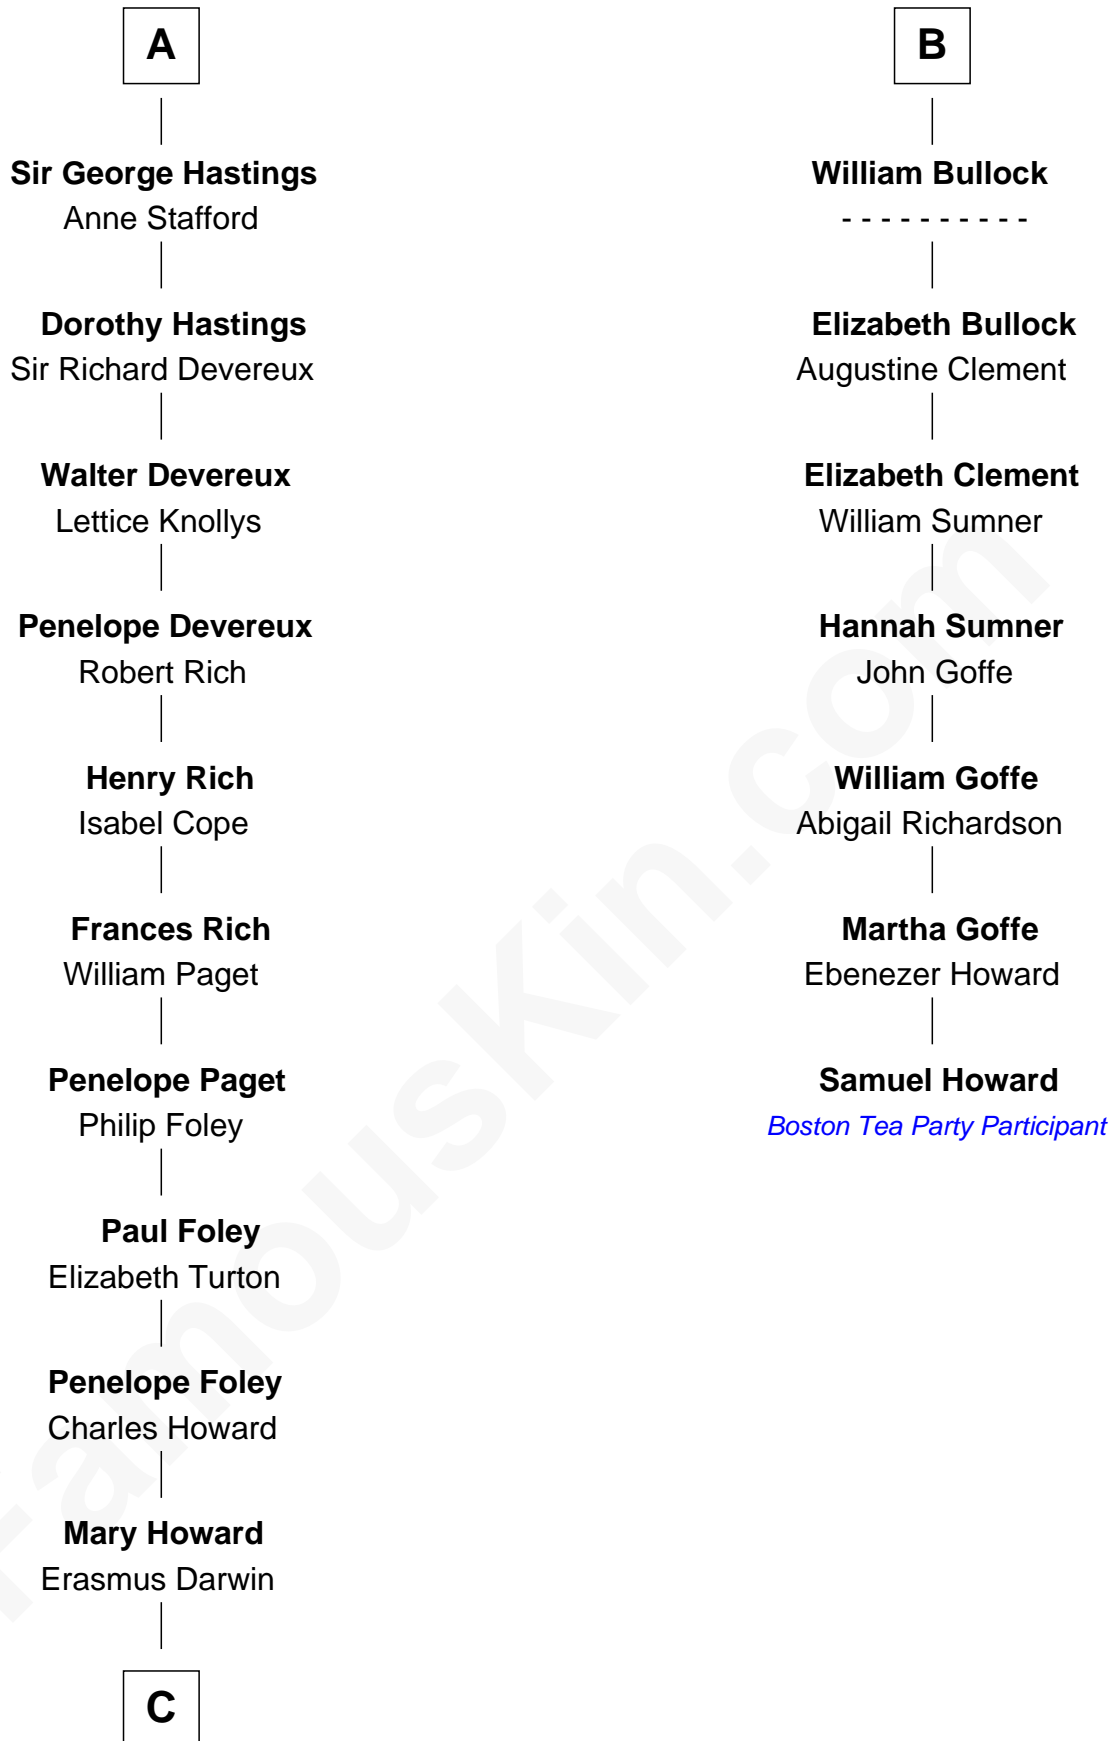 A
Sir George Hastings
Anne Stafford
Dorothy Hastings
Sir Richard Devereux
Walter Devereux
Lettice Knollys
Penelope Devereux
Robert Rich
Henry Rich
Isabel Cope
Frances Rich
William Paget
Penelope Paget
Philip Foley
Paul Foley
Elizabeth Turton
Penelope Foley
Charles Howard
Mary Howard
Erasmus Darwin
C
B
William Bullock
- - - - - - - - - -
Elizabeth Bullock
Augustine Clement
Elizabeth Clement
William Sumner
Hannah Sumner
John Goffe
William Goffe
Abigail Richardson
Martha Goffe
Ebenezer Howard
Samuel Howard
Boston Tea Party Participant
FamousKin.com